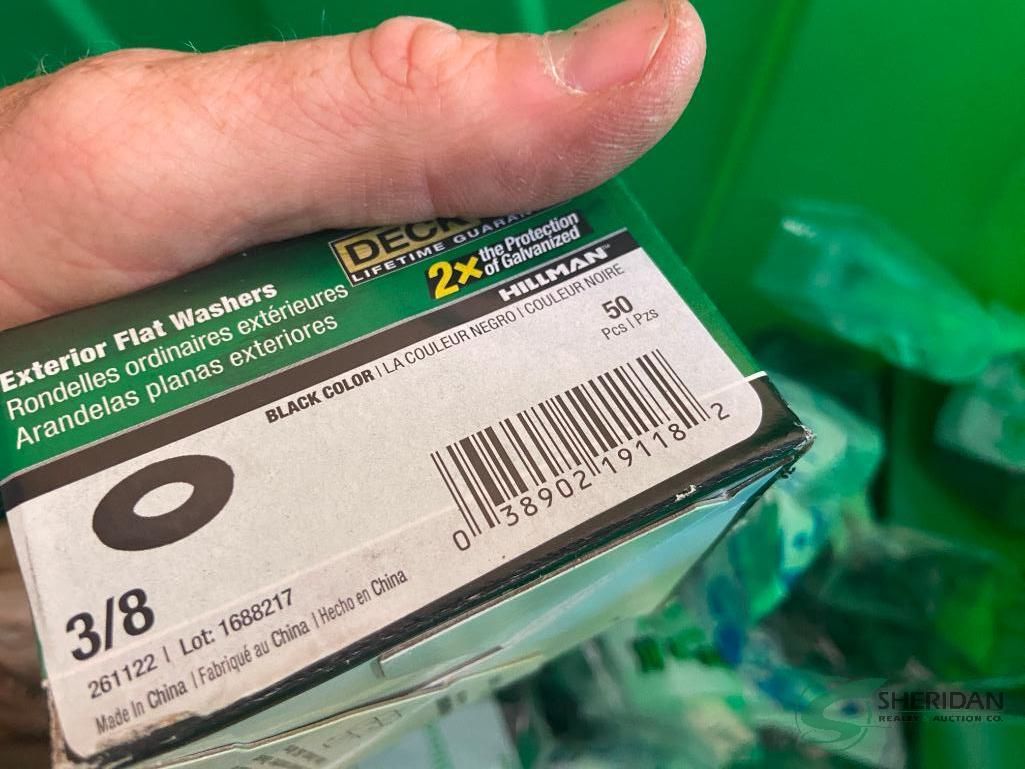 DECK
LIFETIME GUARAN
2x the Protection
of Galvanized
Exterior Flat Washers
Rondelles ordinaires extérieures
Arandelas planas exteriores
HILLMAN™
BLACK COLOR | LA COULEUR NEGRO | COULEUR NOIRE
50
Pcs | Pzs
0 38902 19118 2
3/8
261122 | Lot: 1688217
Made In China | Fabriqué au China | Hecho en China
SHERIDAN
REALTY & AUCTION CO.